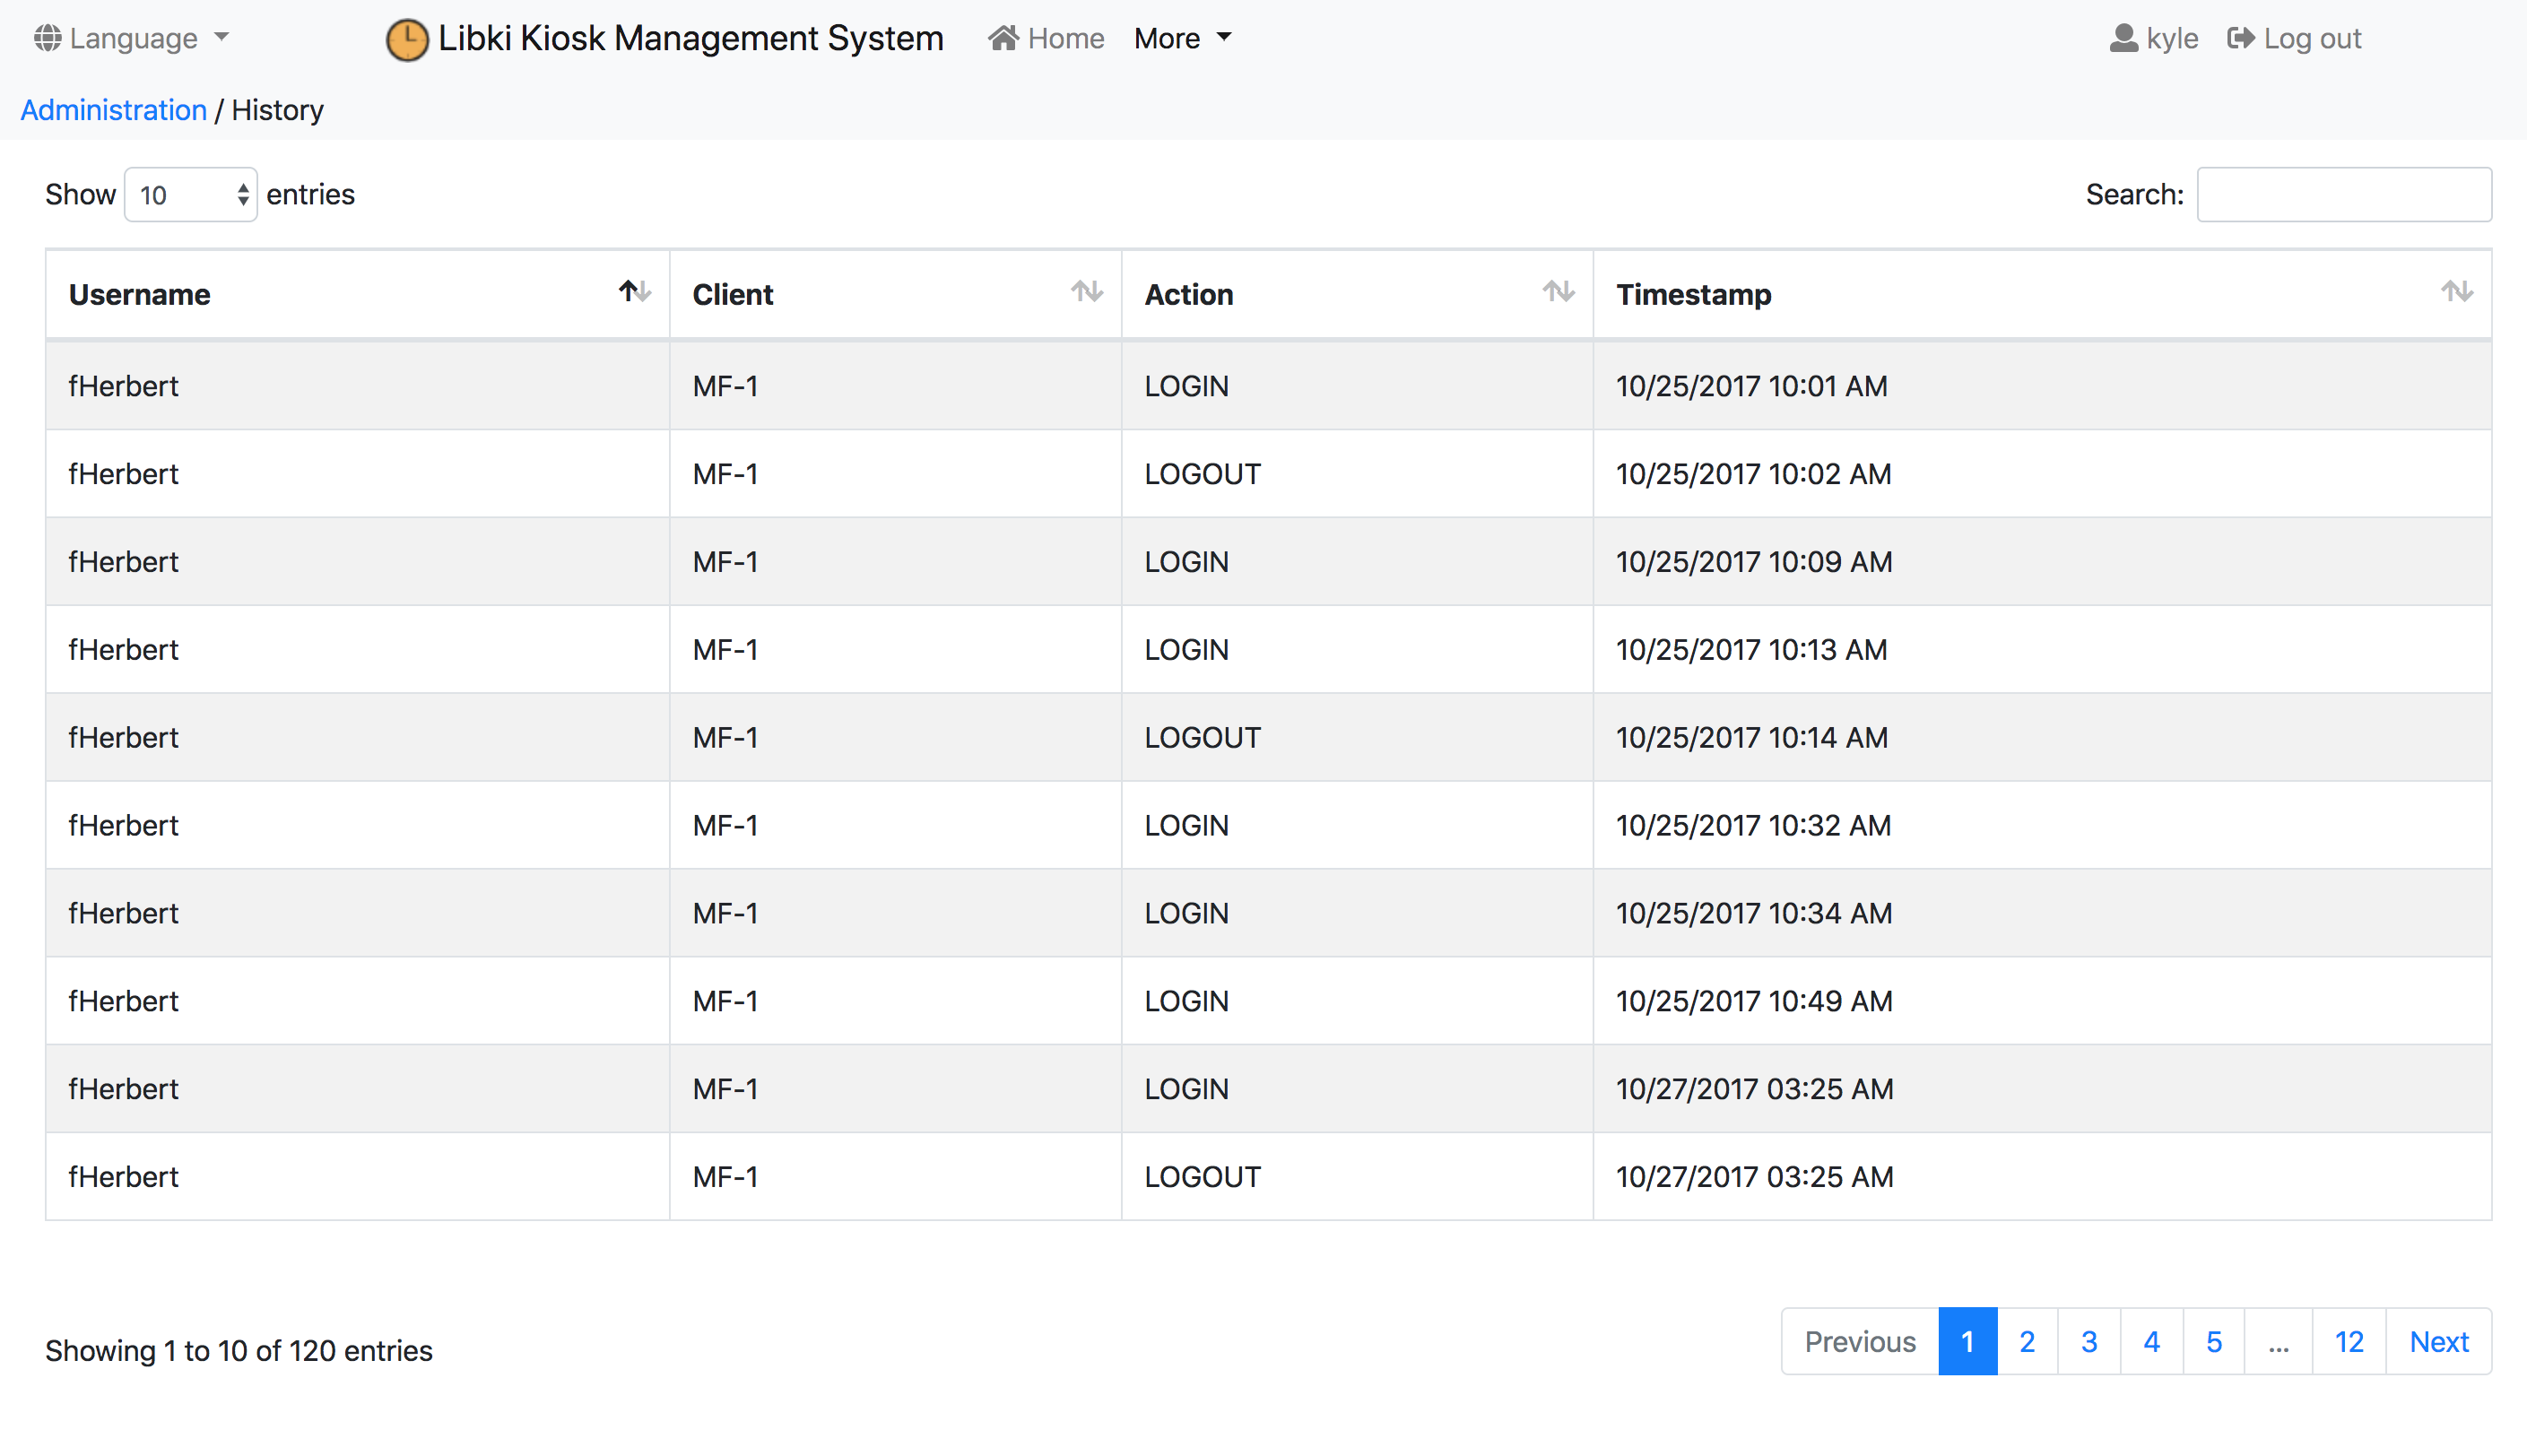 Language Libki Kiosk Management System Home More kyle Log out
Administration / History
Show 10 entries Search:
Username Client Action Timestamp
fHerbert MF-1 LOGIN 10/25/2017 10:01 AM
fHerbert MF-1 LOGOUT 10/25/2017 10:02 AM
fHerbert MF-1 LOGIN 10/25/2017 10:09 AM
fHerbert MF-1 LOGIN 10/25/2017 10:13 AM
fHerbert MF-1 LOGOUT 10/25/2017 10:14 AM
fHerbert MF-1 LOGIN 10/25/2017 10:32 AM
fHerbert MF-1 LOGIN 10/25/2017 10:34 AM
fHerbert MF-1 LOGIN 10/25/2017 10:49 AM
fHerbert MF-1 LOGIN 10/27/2017 03:25 AM
fHerbert MF-1 LOGOUT 10/27/2017 03:25 AM
Showing 1 to 10 of 120 entries Previous 1 2 3 4 5 ... 12 Next